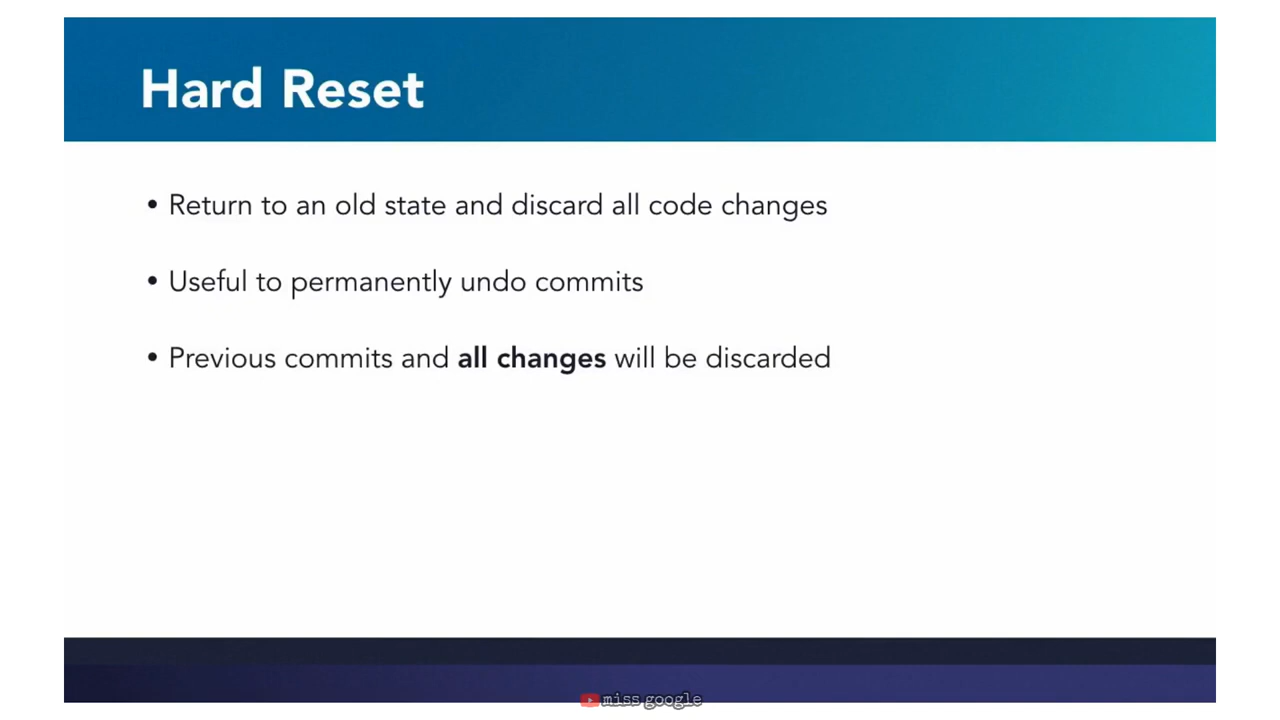 Hard Reset
• Return to an old state and discard all code changes
• Useful to permanently undo commits
• Previous commits and all changes will be discarded
miss google